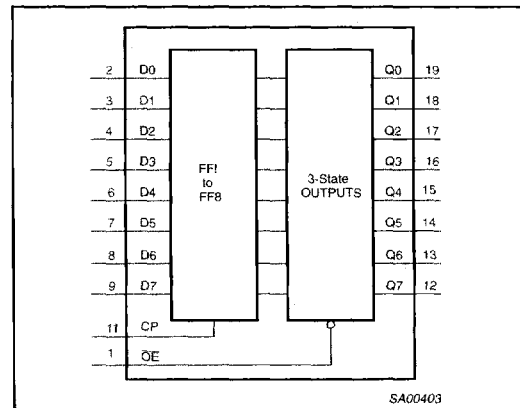 2 D0 Q0 19
3 D1 Q1 18
4 D2 Q2 17
5 D3 Q3 16
6 D4 Q4 15
7 D5 Q5 14
8 D6 Q6 13
9 D7 Q7 12
FFI
to
FF8
3-State
OUTPUTS
11 CP
1 OE
SA00403